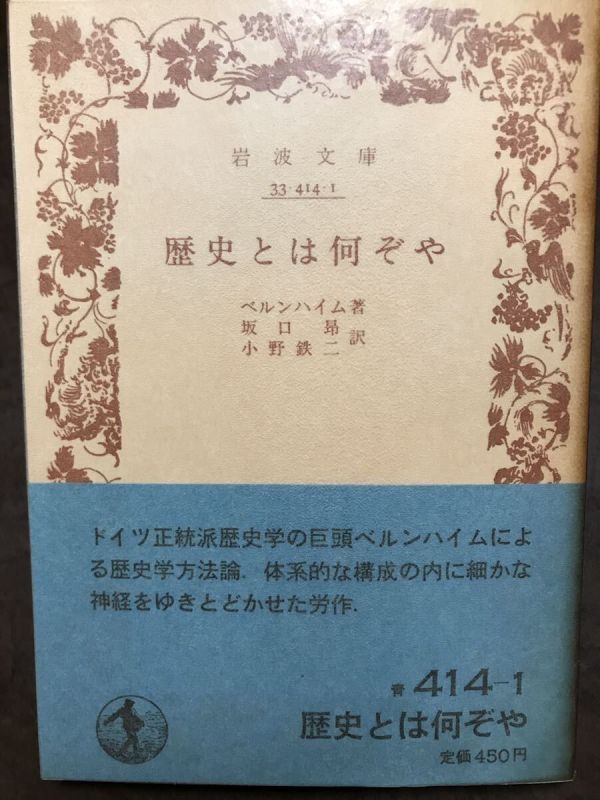 岩波文庫
33-414-1
歴史とは何ぞや
ベルンハイム著
坂口昂
小野鉄二訳
ドイツ正統派歴史学の巨頭ベルンハイムによ
る歴史学方法論．体系的な構成の内に細かな
神経をゆきとどかせた労作．
青 414-1
歴史とは何ぞや
定価450円